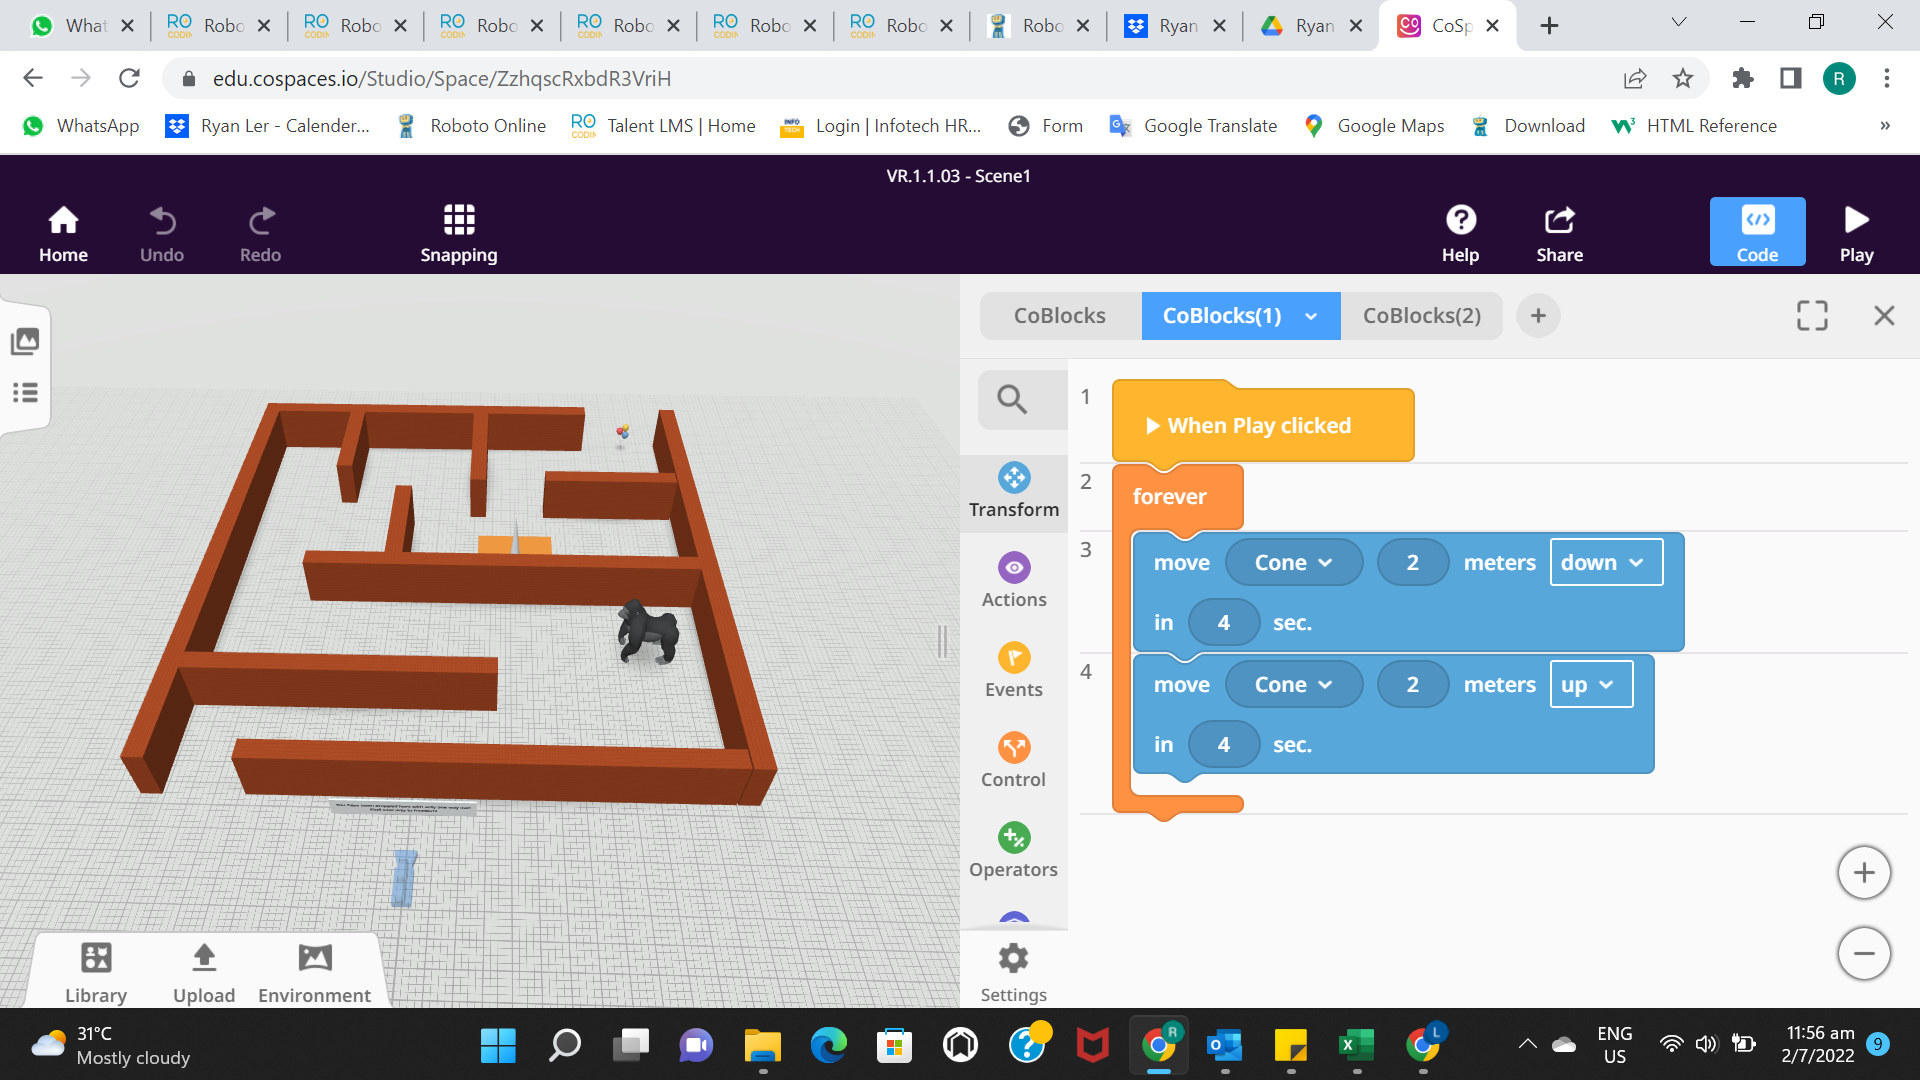 What
Robo
Robo
Robo
Robo
Robo
Robo
Robo
Ryan
Ryan
CoSp
edu.cospaces.io/Studio/Space/ZzhqscRxbdR3VriH
R
WhatsApp
Ryan Ler - Calender...
Roboto Online
Talent LMS | Home
Login | Infotech HR...
Form
Google Translate
Google Maps
Download
HTML Reference
»
VR.1.1.03 - Scene1
Home
Undo
Redo
Snapping
Help
Share
Code
Play
CoBlocks
CoBlocks(1)
CoBlocks(2)
+
1
When Play clicked
2
forever
3
move Cone 2 meters down
in 4 sec.
4
move Cone 2 meters up
in 4 sec.
Transform
Actions
Events
Control
Operators
Settings
Library
Upload
Environment
31°C
Mostly cloudy
R
L
ENG
US
11:56 am
2/7/2022
9